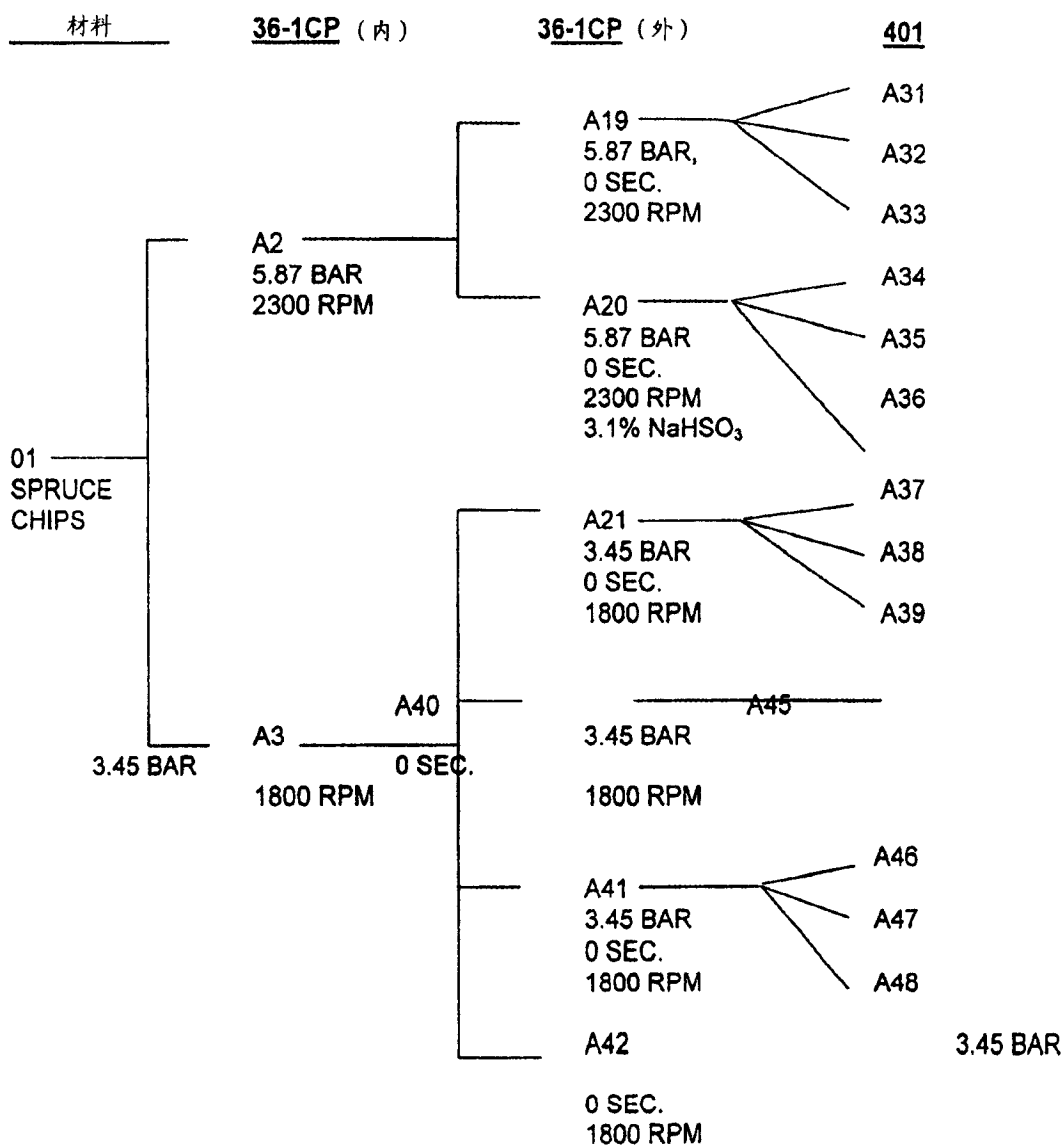 材料
36-1CP (内)
36-1CP (外)
401
01
SPRUCE
CHIPS
A2
5.87 BAR
2300 RPM
3.45 BAR
A3
1800 RPM
A19
5.87 BAR,
0 SEC.
2300 RPM
A20
5.87 BAR
0 SEC.
2300 RPM
3.1% NaHSO₃
A21
3.45 BAR
0 SEC.
1800 RPM
A40
0 SEC.
3.45 BAR
1800 RPM
A41
3.45 BAR
0 SEC.
1800 RPM
A42
3.45 BAR
0 SEC.
1800 RPM
A31
A32
A33
A34
A35
A36
A37
A38
A39
A45
A46
A47
A48